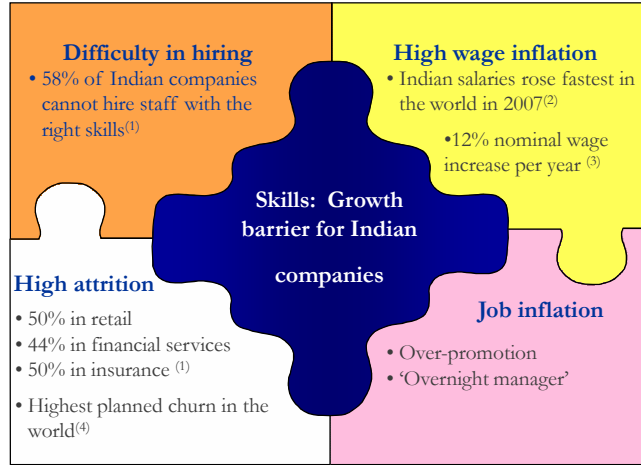 Difficulty in hiring
• 58% of Indian companies
cannot hire staff with the
right skills(1)
High wage inflation
• Indian salaries rose fastest in
the world in 2007(2)
•12% nominal wage
increase per year (3)
Skills: Growth
barrier for Indian
companies
High attrition
• 50% in retail
• 44% in financial services
• 50% in insurance (1)
• Highest planned churn in the
world(4)
Job inflation
• Over-promotion
• ‘Overnight manager’